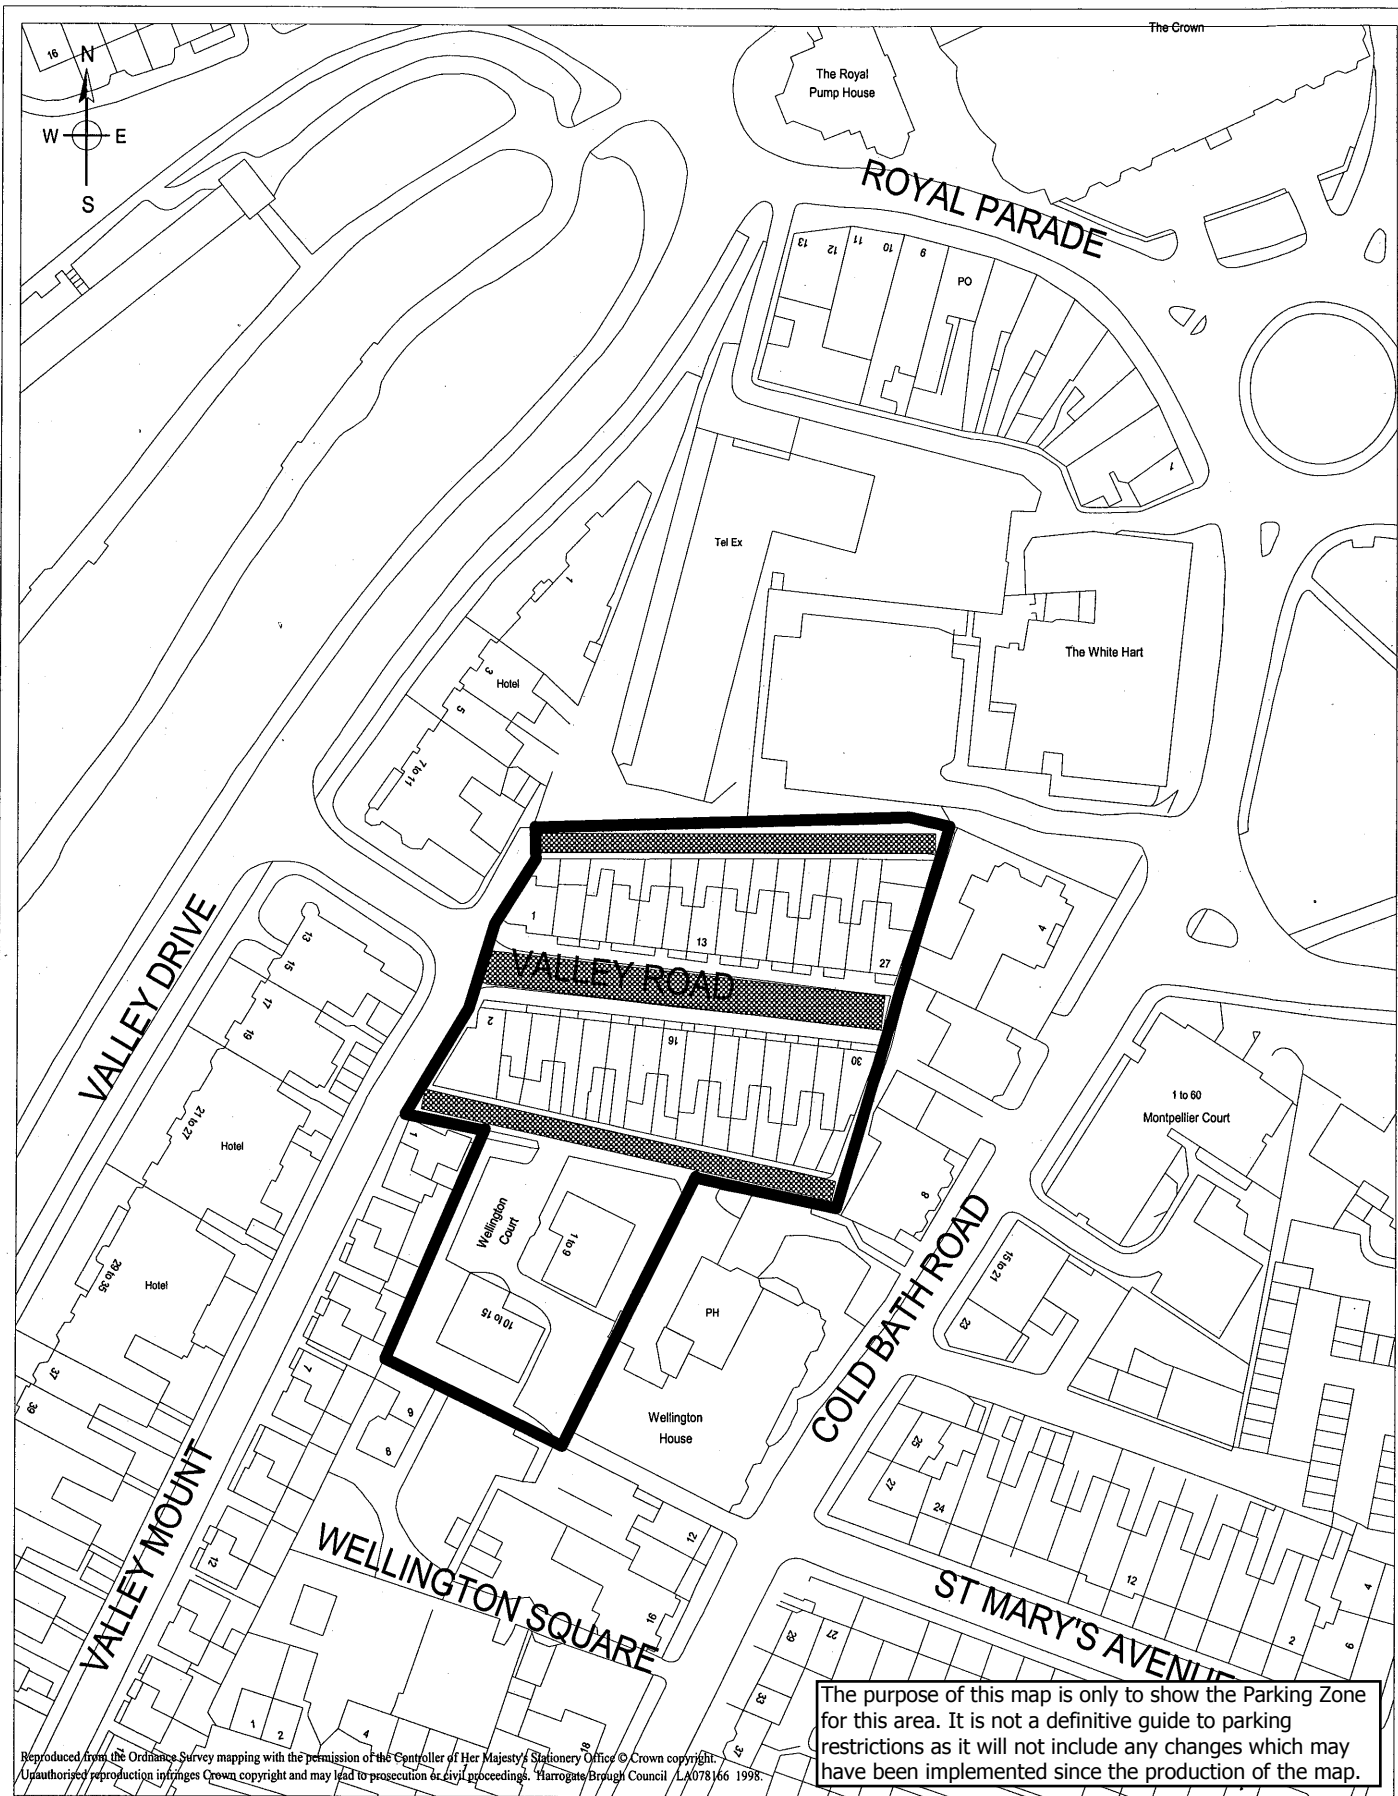 The Crown
16
N
W E
S
The Royal
Pump House
ROYAL PARADE
13
12
11
10
9
PO
1
Tel Ex
1
The White Hart
3
Hotel
5
7 to 11
VALLEY DRIVE
1
13
27
4
VALLEY ROAD
13
15
17
19
2
16
30
1 to 60
Montpellier Court
21 to 27
Hotel
1
8
Wellington
Court
1 to 9
COLD BATH ROAD
15 to 21
29 to 35
Hotel
10 to 15
PH
23
37
39
7
9
8
Wellington
House
25
27
24
VALLEY MOUNT
12
WELLINGTON SQUARE
12
16
ST MARY'S AVENUE
12
4
2
6
29
27
33
37
1
2
4
18
The purpose of this map is only to show the Parking Zone
for this area. It is not a definitive guide to parking
restrictions as it will not include any changes which may
have been implemented since the production of the map.
Reproduced from the Ordnance Survey mapping with the permission of the Controller of Her Majesty's Stationery Office © Crown copyright.
Unauthorised reproduction infringes Crown copyright and may lead to prosecution or civil proceedings. Harrogate Brough Council LA078166 1998.